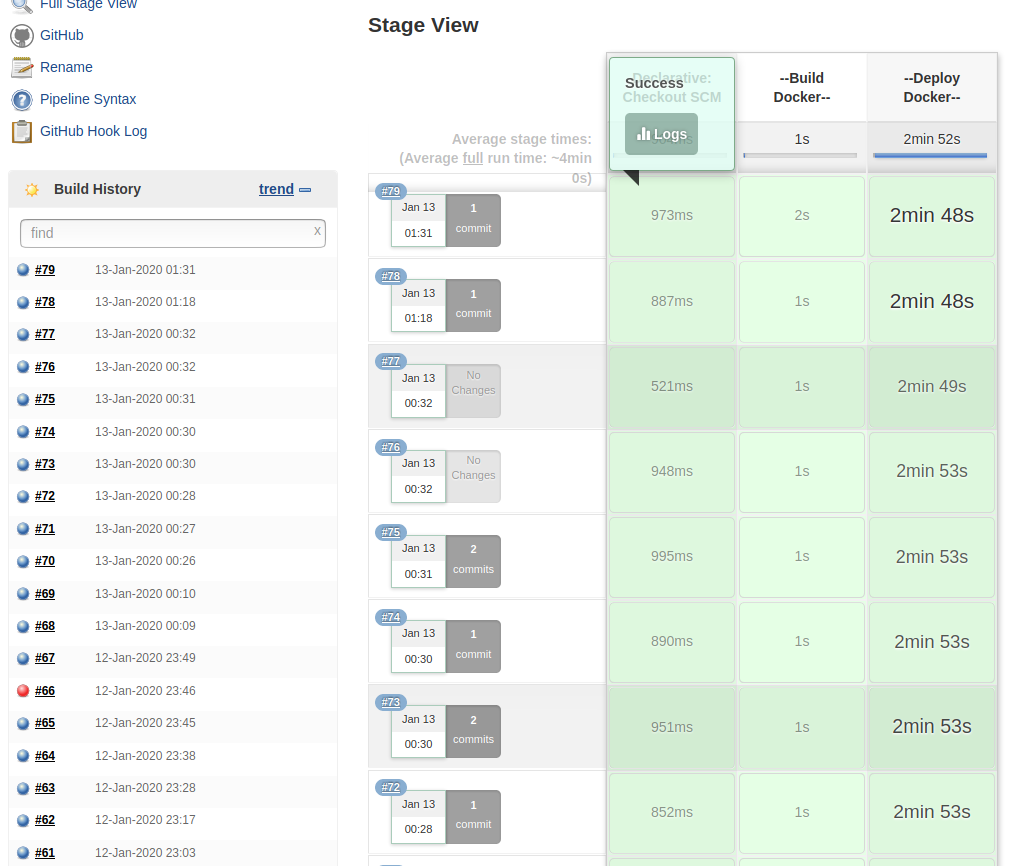 Full Stage View
GitHub
Rename
Pipeline Syntax
GitHub Hook Log
Build History
trend
find
x
#79 13-Jan-2020 01:31
#78 13-Jan-2020 01:18
#77 13-Jan-2020 00:32
#76 13-Jan-2020 00:32
#75 13-Jan-2020 00:31
#74 13-Jan-2020 00:30
#73 13-Jan-2020 00:30
#72 13-Jan-2020 00:28
#71 13-Jan-2020 00:27
#70 13-Jan-2020 00:26
#69 13-Jan-2020 00:10
#68 13-Jan-2020 00:09
#67 12-Jan-2020 23:49
#66 12-Jan-2020 23:46
#65 12-Jan-2020 23:45
#64 12-Jan-2020 23:38
#63 12-Jan-2020 23:28
#62 12-Jan-2020 23:17
#61 12-Jan-2020 23:03
Stage View
Declarative:
Checkout SCM
Success
Logs
--Build
Docker--
--Deploy
Docker--
Average stage times:
(Average full run time: ~4min
0s)
1s
2min 52s
#79
Jan 13
01:31
1
commit
973ms
2s
2min 48s
#78
Jan 13
01:18
1
commit
887ms
1s
2min 48s
#77
Jan 13
00:32
No
Changes
521ms
1s
2min 49s
#76
Jan 13
00:32
No
Changes
948ms
1s
2min 53s
#75
Jan 13
00:31
2
commits
995ms
1s
2min 53s
#74
Jan 13
00:30
1
commit
890ms
1s
2min 53s
#73
Jan 13
00:30
2
commits
951ms
1s
2min 53s
#72
Jan 13
00:28
1
commit
852ms
1s
2min 53s